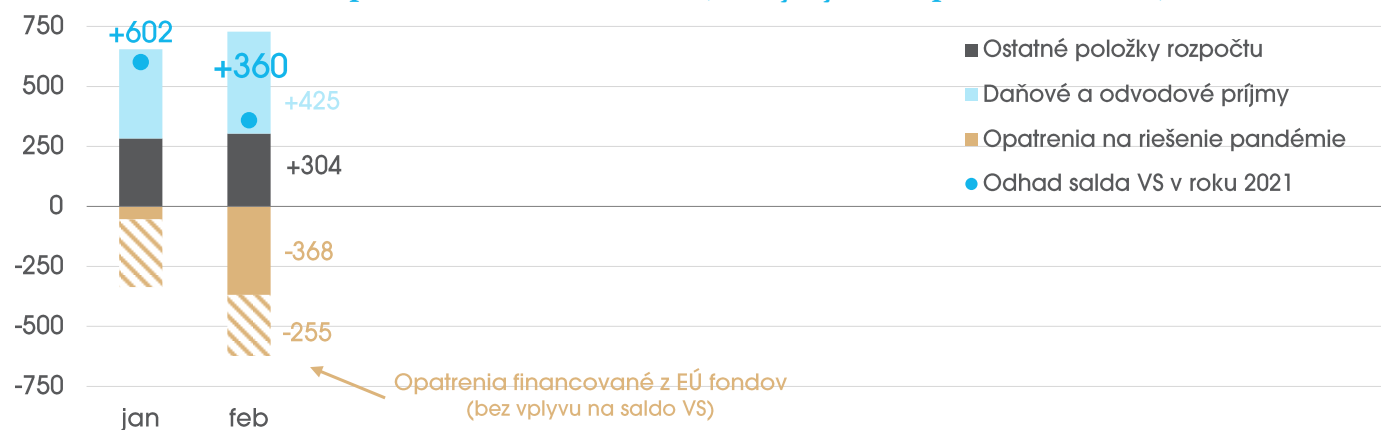 750
500
250
0
-250
-500
-750
+602
+360
+425
+304
-368
-255
Opatrenia financované z EÚ fondov
(bez vplyvu na saldo VS)
jan
feb
Ostatné položky rozpočtu
Daňové a odvodové príjmy
Opatrenia na riešenie pandémie
Odhad salda VS v roku 2021